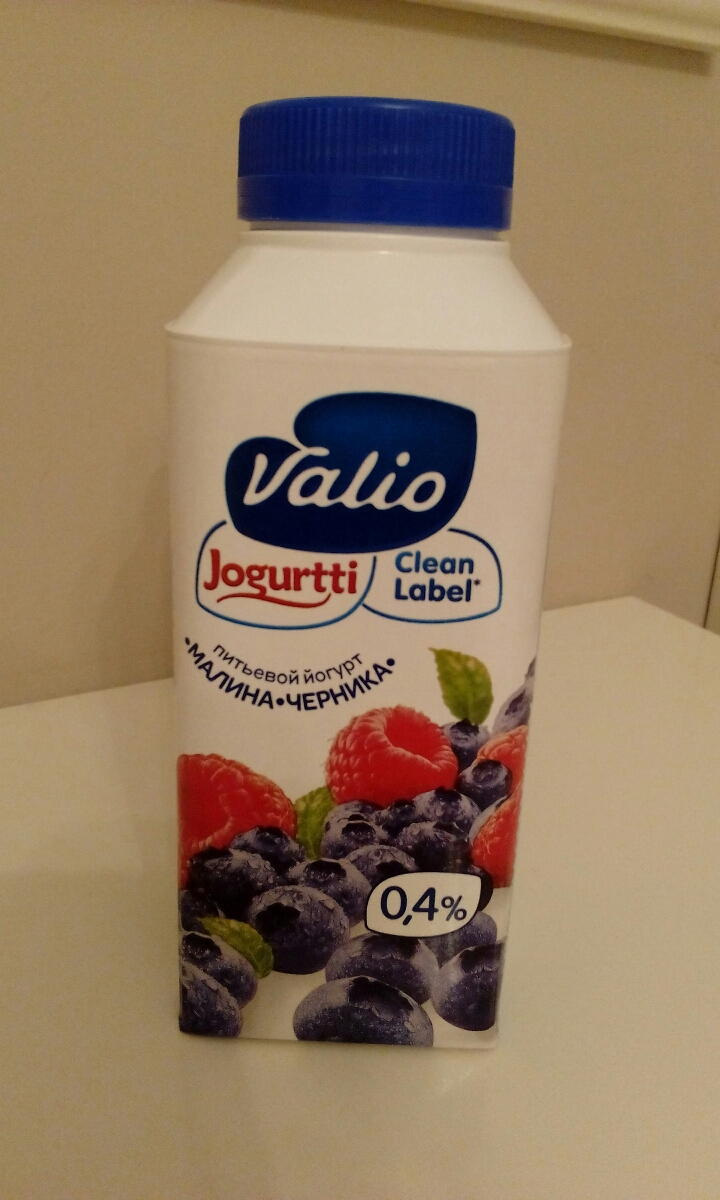 Valio
Jogurtti
Clean
Label*
питьевой йогурт
•МАЛИНА•ЧЕРНИКА•
0,4%